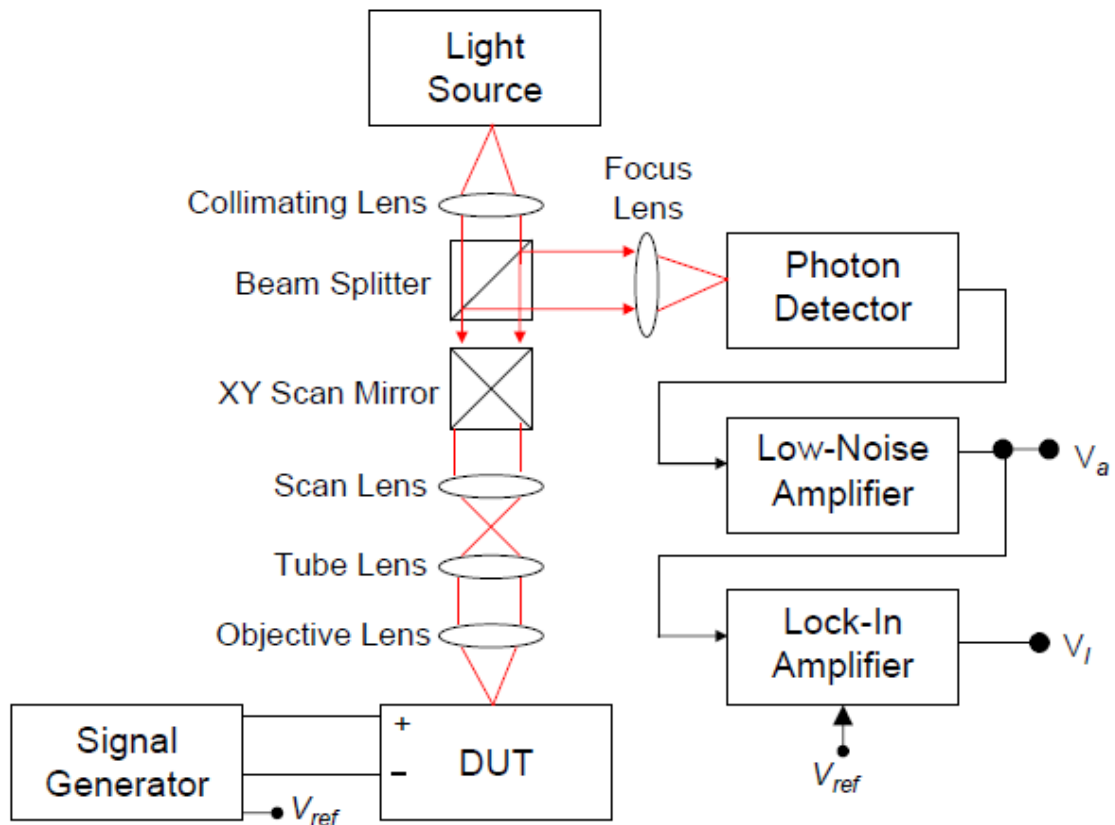 Light
Source
Collimating Lens
Focus
Lens
Beam Splitter
Photon
Detector
XY Scan Mirror
Low-Noise
Amplifier
Va
Scan Lens
Tube Lens
Objective Lens
Lock-In
Amplifier
Vl
Signal
Generator
+
DUT
–
Vref
Vref